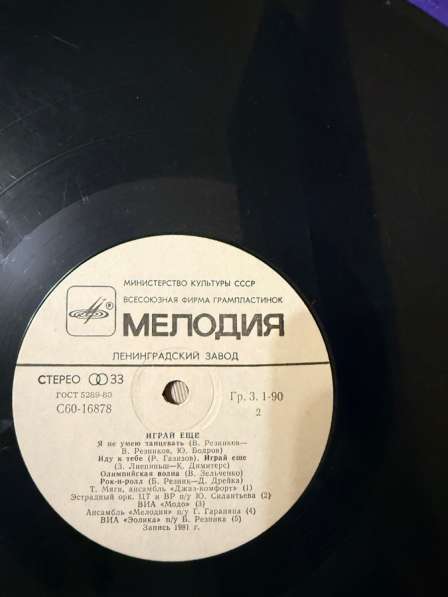 МИНИСТЕРСТВО КУЛЬТУРЫ СССР
ВСЕСОЮЗНАЯ ФИРМА ГРАМПЛАСТИНОК
МЕЛОДИЯ
ЛЕНИНГРАДСКИЙ ЗАВОД
СТЕРЕО 33
ГОСТ 5289-80
С60-16878
Гр. 3. 1-90
2
ИГРАЙ ЕЩЕ
Я не умею танцевать (В. Резников—
В. Резников, Ю. Бодров)
Иду к тебе (Р. Газизов). Играй еще
(З. Лиепиньш—К. Димитерс)
Олимпийская волна (В. Зельченко)
Рок-н-ролл (Б. Резник—Д. Дрейка)
Т. Мяги, ансамбль «Джаз-комфорт» (1)
Эстрадный орк. ЦТ и ВР п/у Ю. Силантьева (2)
ВИА «Модо» (3)
Ансамбль «Мелодия» п/у Г. Гараняна (4)
ВИА «Эолика» п/у Б. Резника (5)
Запись 1981 г.